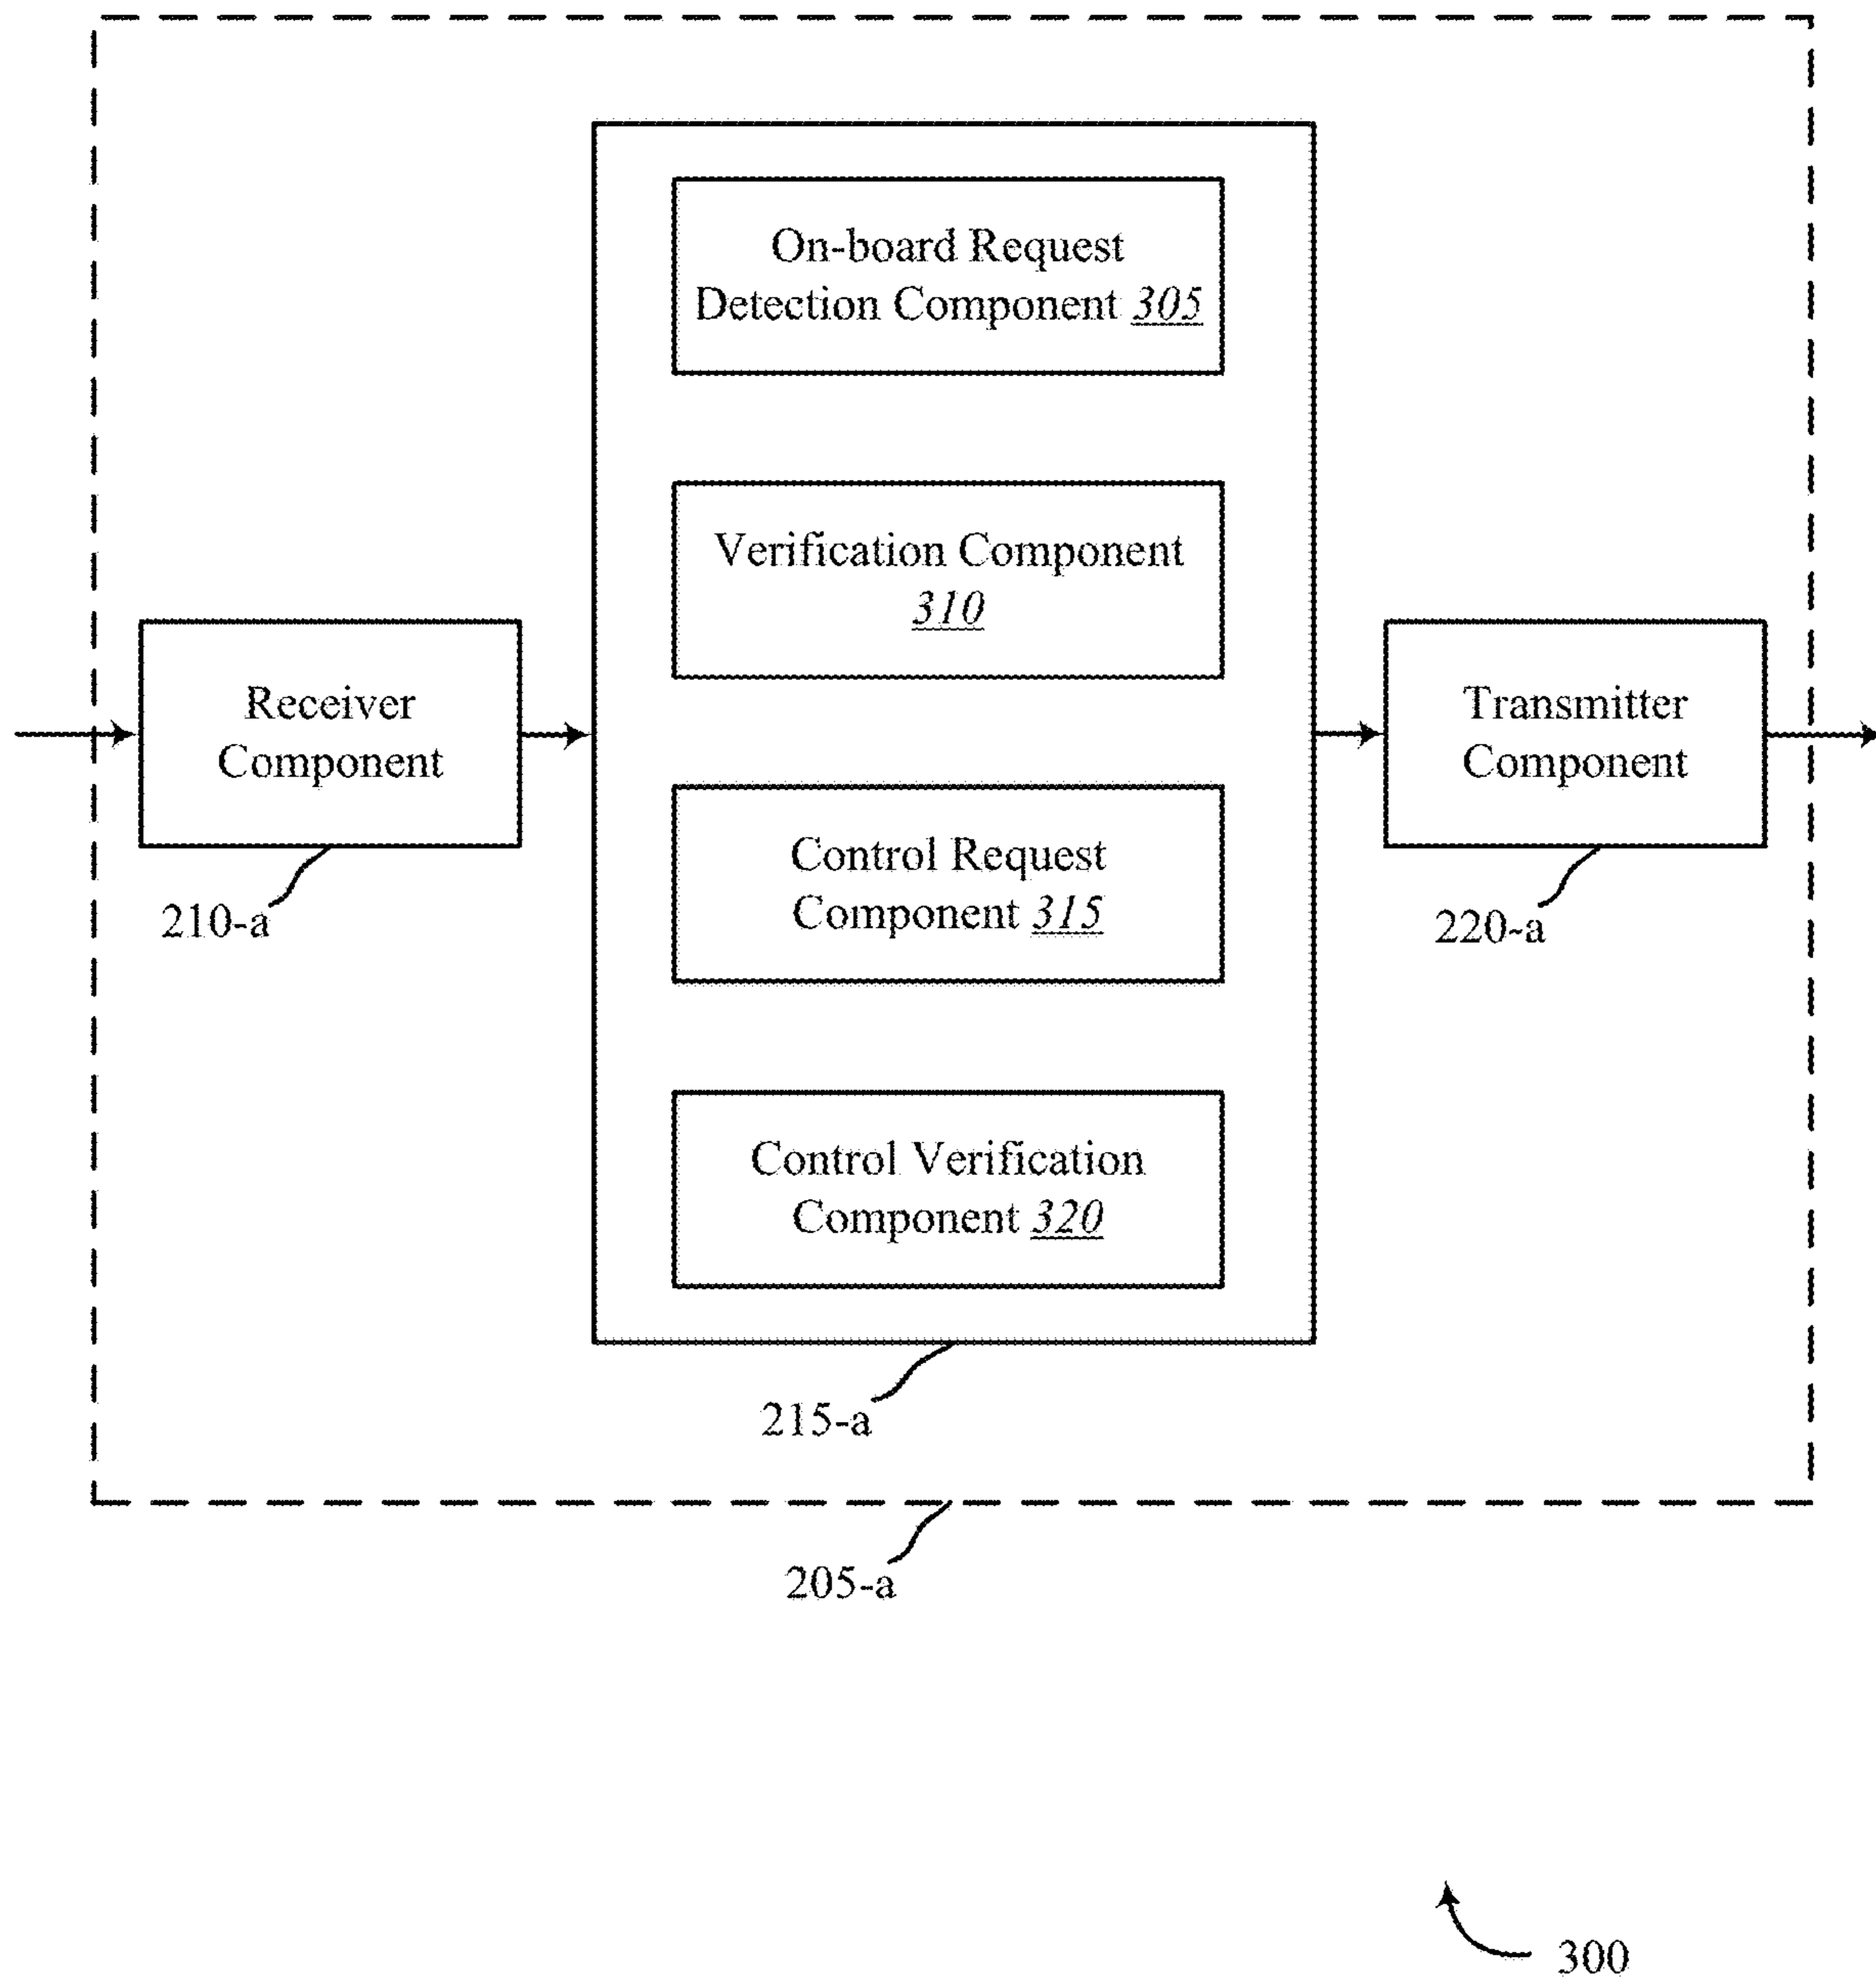 On-board Request
Detection Component 305
Verification Component
310
Receiver
Component
Transmitter
Component
Control Request
Component 315
210-a
220-a
Control Verification
Component 320
215-a
205-a
300